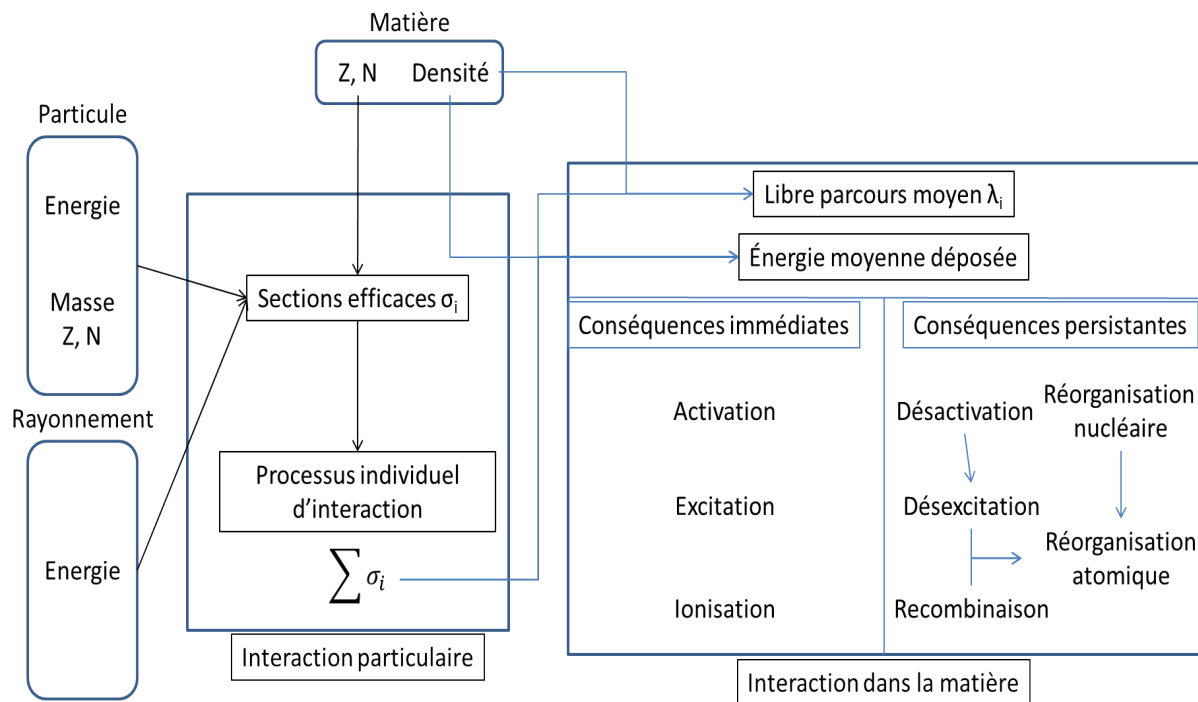 Matière
Z, N Densité
Particule
Energie
Masse
Z, N
Rayonnement
Energie
Sections efficaces σᵢ
Processus individuel
d’interaction
∑ σᵢ
Interaction particulaire
Libre parcours moyen λᵢ
Énergie moyenne déposée
Conséquences immédiates
Activation
Excitation
Ionisation
Conséquences persistantes
Désactivation
Désexcitation
Recombinaison
Réorganisation
nucléaire
Réorganisation
atomique
Interaction dans la matière